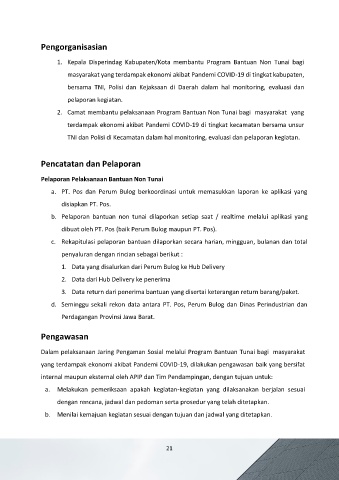 Pengorganisasian
1. Kepala Disperindag Kabupaten/Kota membantu Program Bantuan Non Tunai bagi
masyarakat yang terdampak ekonomi akibat Pandemi COVID-19 di tingkat kabupaten,
bersama TNI, Polisi dan Kejaksaan di Daerah dalam hal monitoring, evaluasi dan
pelaporan kegiatan.
2. Camat membantu pelaksanaan Program Bantuan Non Tunai bagi masyarakat yang
terdampak ekonomi akibat Pandemi COVID-19 di tingkat kecamatan bersama unsur
TNI dan Polisi di Kecamatan dalam hal monitoring, evaluasi dan pelaporan kegiatan.
Pencatatan dan Pelaporan
Pelaporan Pelaksanaan Bantuan Non Tunai
a. PT. Pos dan Perum Bulog berkoordinasi untuk memasukkan laporan ke aplikasi yang
disiapkan PT. Pos.
b. Pelaporan bantuan non tunai dilaporkan setiap saat / realtime melalui aplikasi yang
dibuat oleh PT. Pos (baik Perum Bulog maupun PT. Pos).
c. Rekapitulasi pelaporan bantuan dilaporkan secara harian, mingguan, bulanan dan total
penyaluran dengan rincian sebagai berikut :
1. Data yang disalurkan dari Perum Bulog ke Hub Delivery
2. Data dari Hub Delivery ke penerima
3. Data return dari penerima bantuan yang disertai keterangan return barang/paket.
d. Seminggu sekali rekon data antara PT. Pos, Perum Bulog dan Dinas Perindustrian dan
Perdagangan Provinsi Jawa Barat.
Pengawasan
Dalam pelaksanaan Jaring Pengaman Sosial melalui Program Bantuan Tunai bagi masyarakat
yang terdampak ekonomi akibat Pandemi COVID-19, dilakukan pengawasan baik yang bersifat
internal maupun eksternal oleh APIP dan Tim Pendampingan, dengan tujuan untuk:
a. Melakukan pemeriksaan apakah kegiatan-kegiatan yang dilaksanakan berjalan sesuai
dengan rencana, jadwal dan pedoman serta prosedur yang telah ditetapkan.
b. Menilai kemajuan kegiatan sesuai dengan tujuan dan jadwal yang ditetapkan.
21